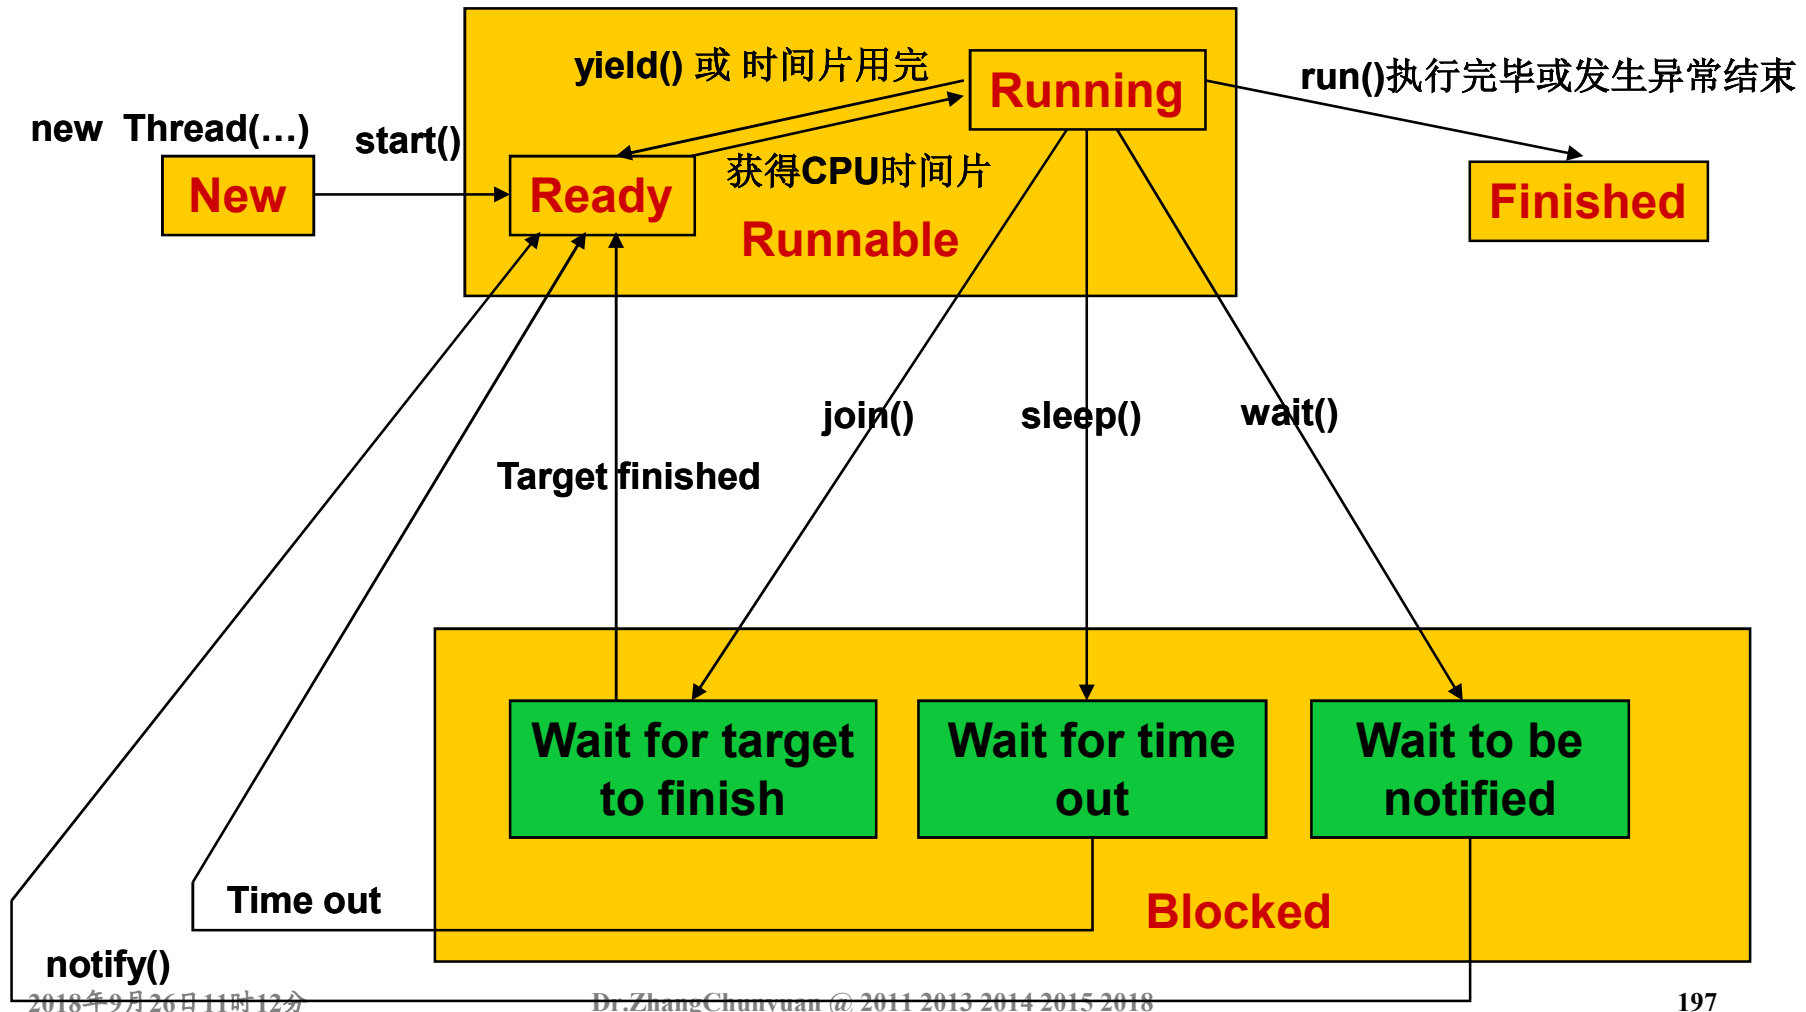 yield() 或 时间片用完
Running
run()执行完毕或发生异常结束
new Thread(…)
start()
New
Ready
获得CPU时间片
Finished
Runnable
join()
sleep()
wait()
Target finished
Wait for target
to finish
Wait for time
out
Wait to be
notified
Time out
Blocked
notify()
2018年9月26日11时12分
Dr.ZhangChunyuan @ 2011 2013 2014 2015 2018
197